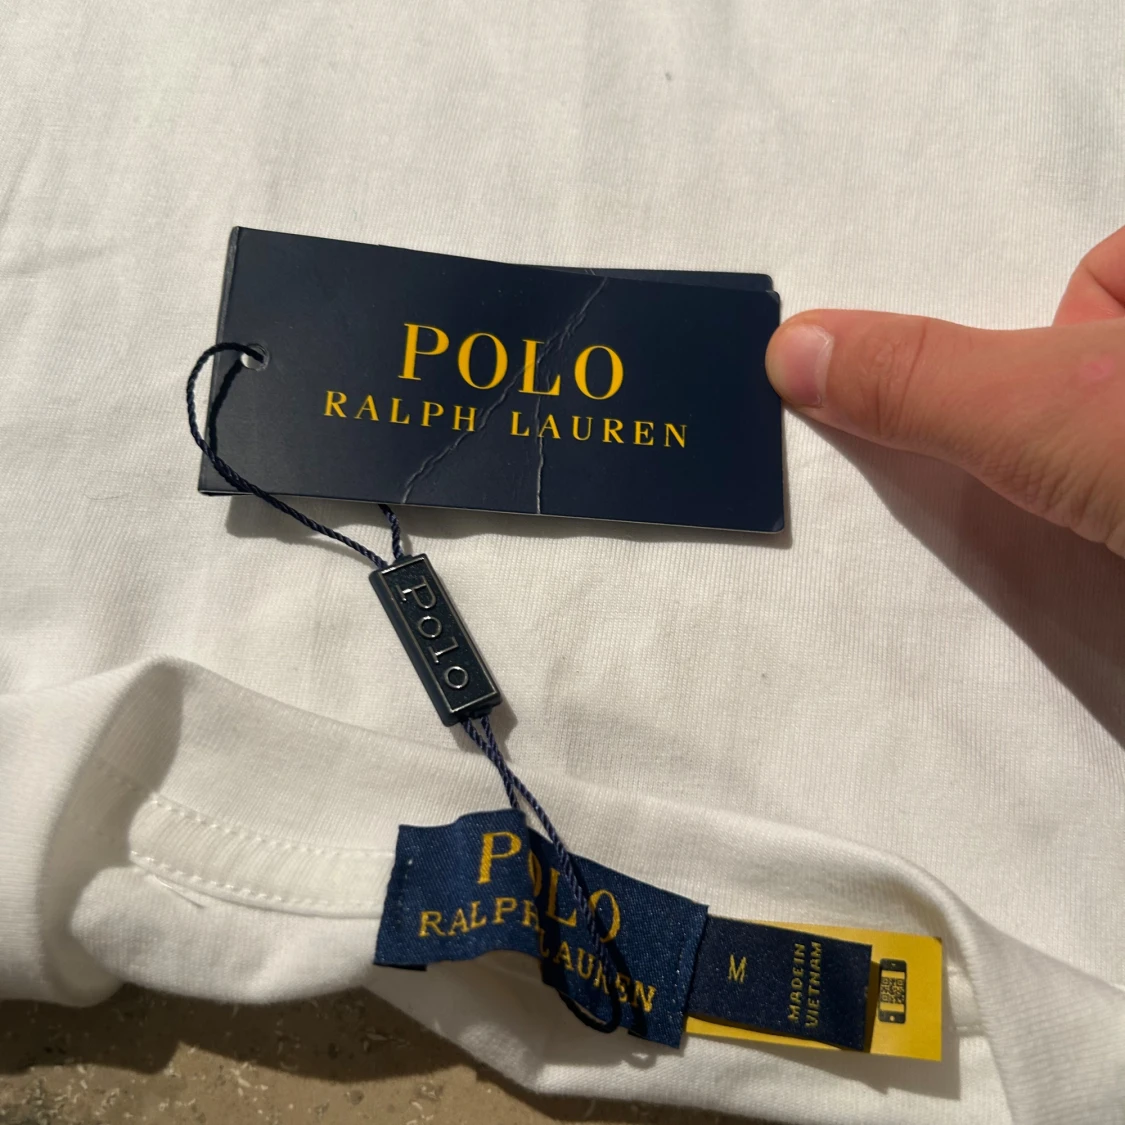 POLO
RALPH LAUREN
Polo
POLO
RALPH LAUREN
M
MADE IN
VIETNAM